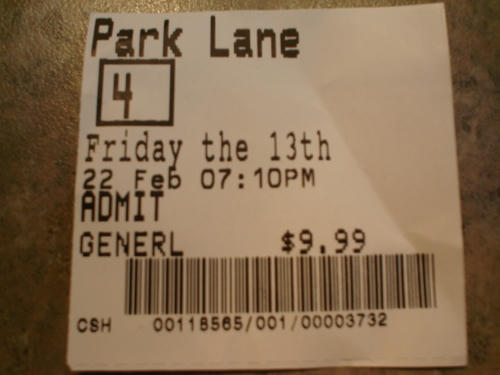 Park Lane
4
Friday the 13th
22 Feb 07:10PM
ADMIT
GENERL $9.99
CSH 00118565/001/00003732